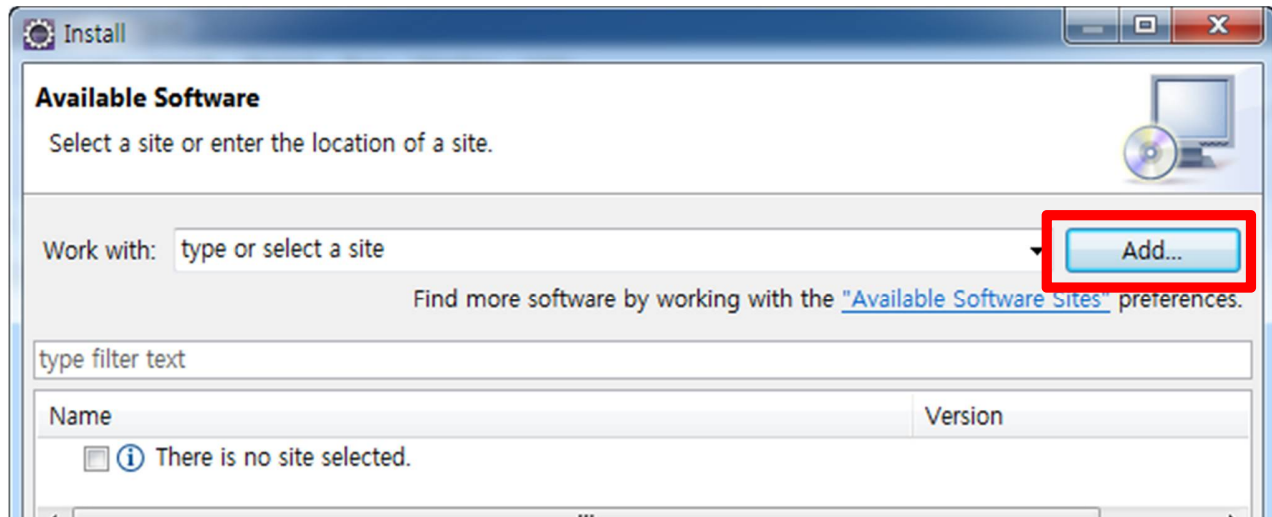 Install
Available Software
Select a site or enter the location of a site.
Work with: type or select a site Add...
Find more software by working with the "Available Software Sites" preferences.
type filter text
Name Version
There is no site selected.